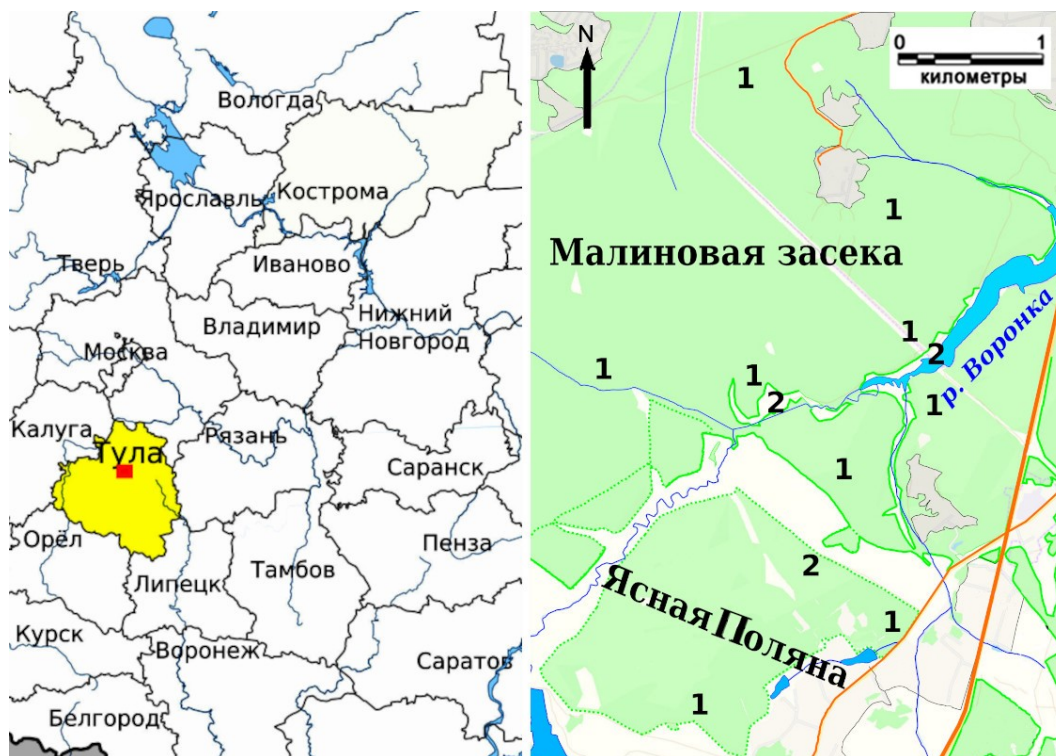 Вологда
Ярославль
Кострома
Тверь
Иваново
Владимир
Нижний
Новгород
Москва
Калуга
Тула
Рязань
Саранск
Орёл
Липецк
Тамбов
Пенза
Курск
Воронеж
Саратов
Белгород
N
0 1
километры
1
1
Малиновая засека
1
2
р. Воронка
1
1
2
1
1
2
Ясная Поляна
1
1